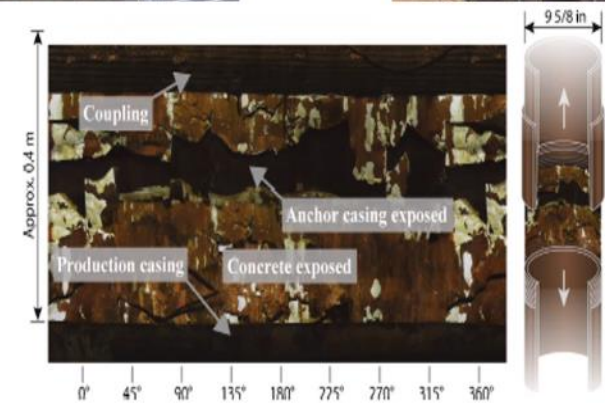 9 5/8 in
Coupling
Approx. 0,4 m
Anchor casing exposed
Production casing
Concrete exposed
0° 45° 90° 135° 180° 225° 270° 315° 360°